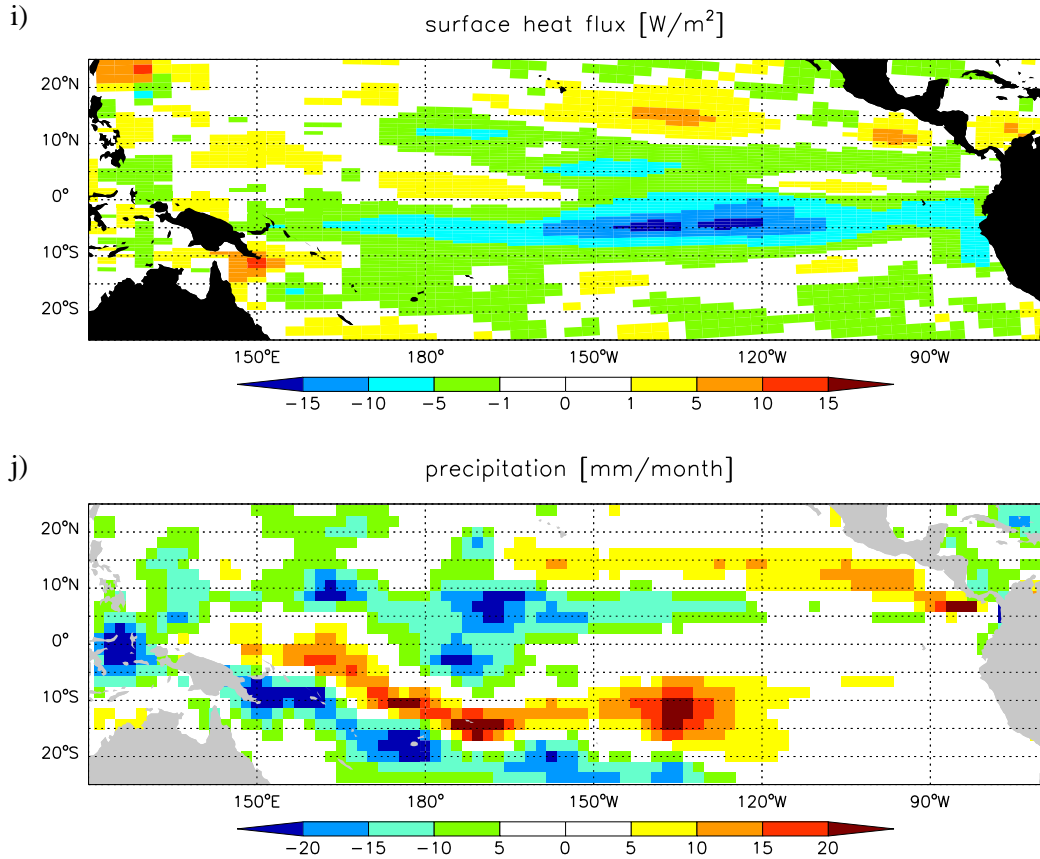 i)
surface heat flux [W/m²]
20°N
10°N
0°
10°S
20°S
150°E 180° 150°W 120°W 90°W
−15 −10 −5 −1 0 1 5 10 15
j)
precipitation [mm/month]
20°N
10°N
0°
10°S
20°S
150°E 180° 150°W 120°W 90°W
−20 −15 −10 −5 0 5 10 15 20